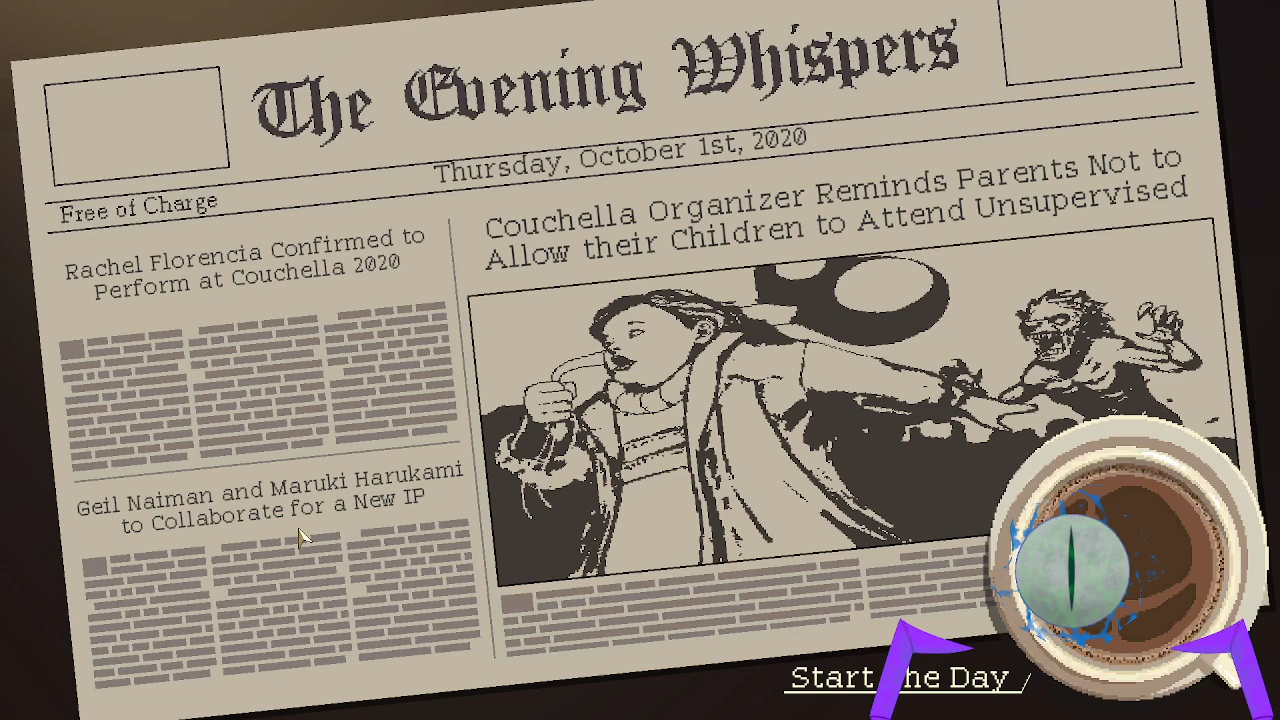 The Evening Whispers
Thursday, October 1st, 2020
Free of Charge
Rachel Florencia Confirmed to
Perform at Couchella 2020
Geil Naiman and Maruki Harukami
to Collaborate for a New IP
Couchella Organizer Reminds Parents Not to
Allow their Children to Attend Unsupervised
Start the Day